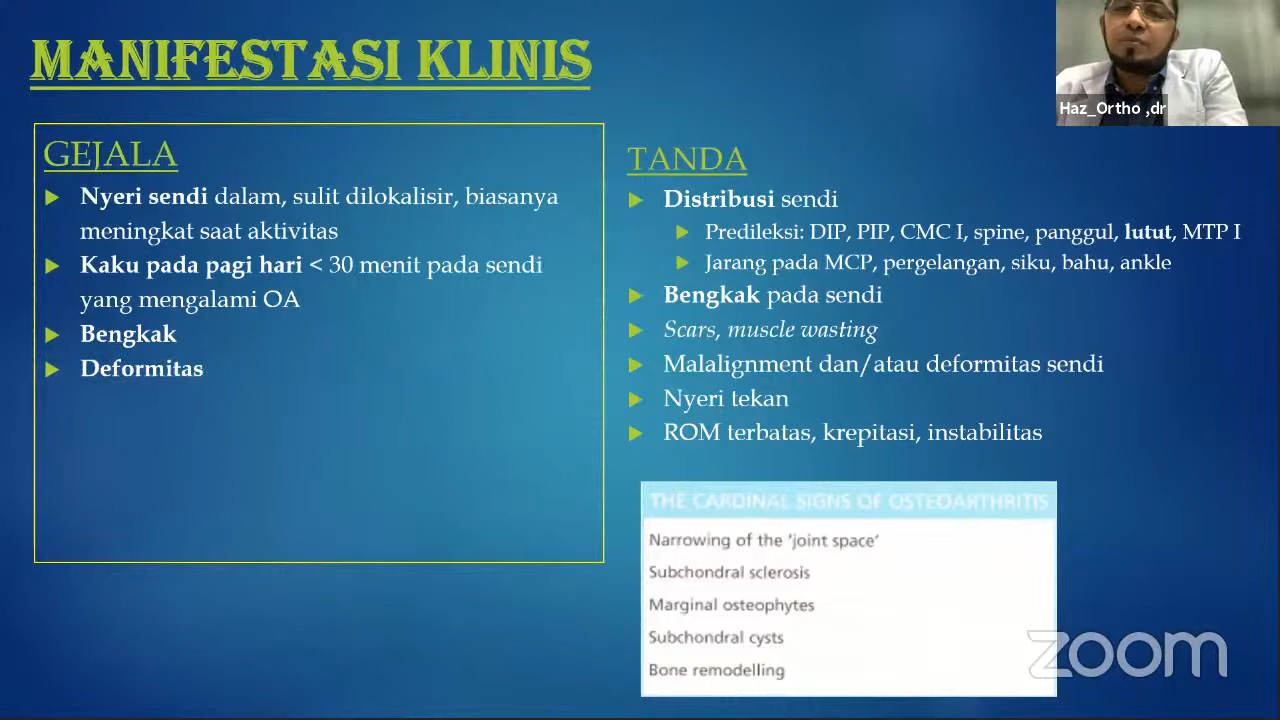 MANIFESTASI KLINIS
Haz_Ortho ,dr
GEJALA
Nyeri sendi dalam, sulit dilokalisir, biasanya
meningkat saat aktivitas
Kaku pada pagi hari < 30 menit pada sendi
yang mengalami OA
Bengkak
Deformitas
TANDA
Distribusi sendi
Predileksi: DIP, PIP, CMC I, spine, panggul, lutut, MTP I
Jarang pada MCP, pergelangan, siku, bahu, ankle
Bengkak pada sendi
Scars, muscle wasting
Malalignment dan/atau deformitas sendi
Nyeri tekan
ROM terbatas, krepitasi, instabilitas
THE CARDINAL SIGNS OF OSTEOARTHRITIS
Narrowing of the 'joint space'
Subchondral sclerosis
Marginal osteophytes
Subchondral cysts
Bone remodelling
zoom